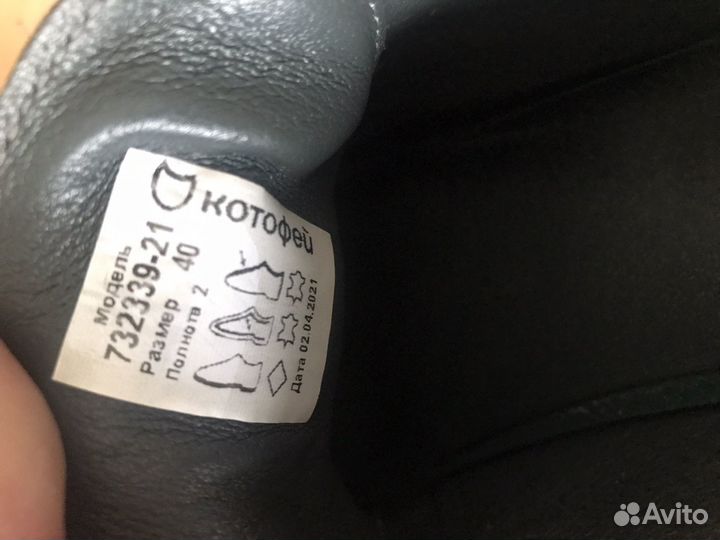 котофей
Модель
732339-21
Размер 40
Полнота 2
Дата 02.04.2021
Avito